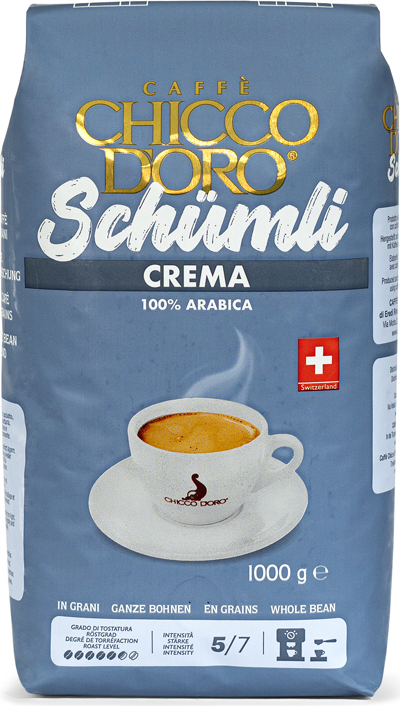 CAFFÈ
CHICCO
D'ORO®
Schümli
CREMA
100% ARABICA
Switzerland
CHICCO D'ORO®
1000 g ℮
IN GRANI GANZE BOHNEN EN GRAINS WHOLE BEAN
GRADO DI TOSTATURA
RÖSTGRAD
DEGRÉ DE TORRÉFACTION
ROAST LEVEL
INTENSITÀ
STÄRKE
INTENSITÉ
INTENSITY
5/7